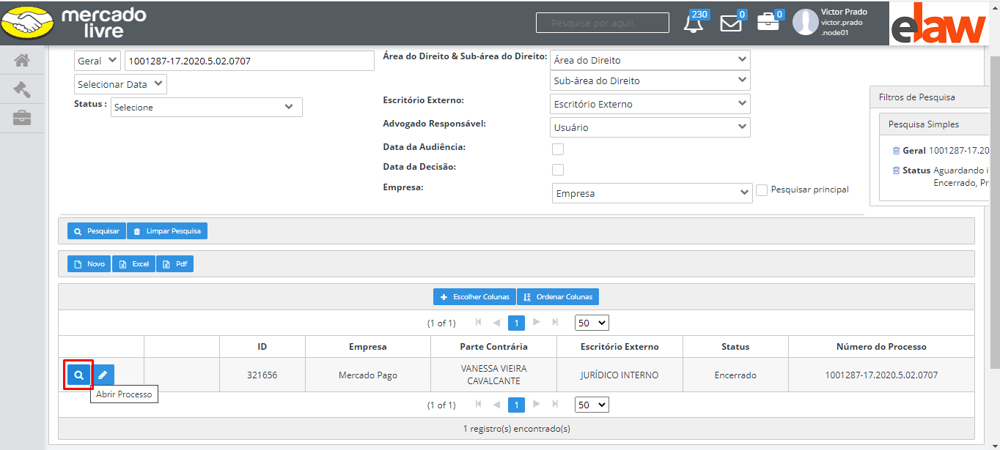 mercado
livre
Pesquise por aqui!
230
0
0
Victor Prado
victor.prado
.node01
elaw
Geral
1001287-17.2020.5.02.0707
Selecionar Data
Status :
Selecione
Área do Direito & Sub-área do Direito:
Área do Direito
Sub-área do Direito
Escritório Externo:
Escritório Externo
Advogado Responsável:
Usuário
Data da Audiência:
Data da Decisão:
Empresa:
Empresa
Pesquisar principal
Filtros de Pesquisa
Pesquisa Simples
Geral 1001287-17.20
Status Aguardando i
Encerrado, Pr
Pesquisar
Limpar Pesquisa
Novo
Excel
Pdf
Escolher Colunas
Ordenar Colunas
(1 of 1)
1
50
ID
Empresa
Parte Contrária
Escritório Externo
Status
Número do Processo
321656
Mercado Pago
VANESSA VIEIRA
CAVALCANTE
JURÍDICO INTERNO
Encerrado
1001287-17.2020.5.02.0707
Abrir Processo
(1 of 1)
1
50
1 registro(s) encontrado(s)